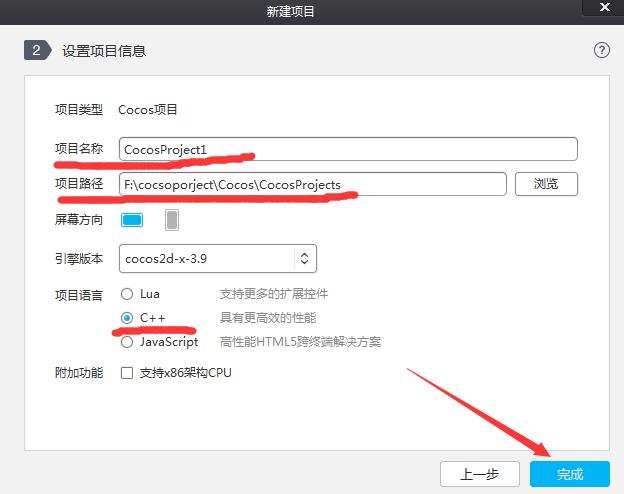 新建项目
2 设置项目信息 ?
项目类型 Cocos项目
项目名称 CocosProject1
项目路径 F:\cocsoporject\Cocos\CocosProjects 浏览
屏幕方向
引擎版本 cocos2d-x-3.9
项目语言 Lua 支持更多的扩展控件
C++ 具有更高效的性能
JavaScript 高性能HTML5跨终端解决方案
附加功能 支持x86架构CPU
上一步 完成